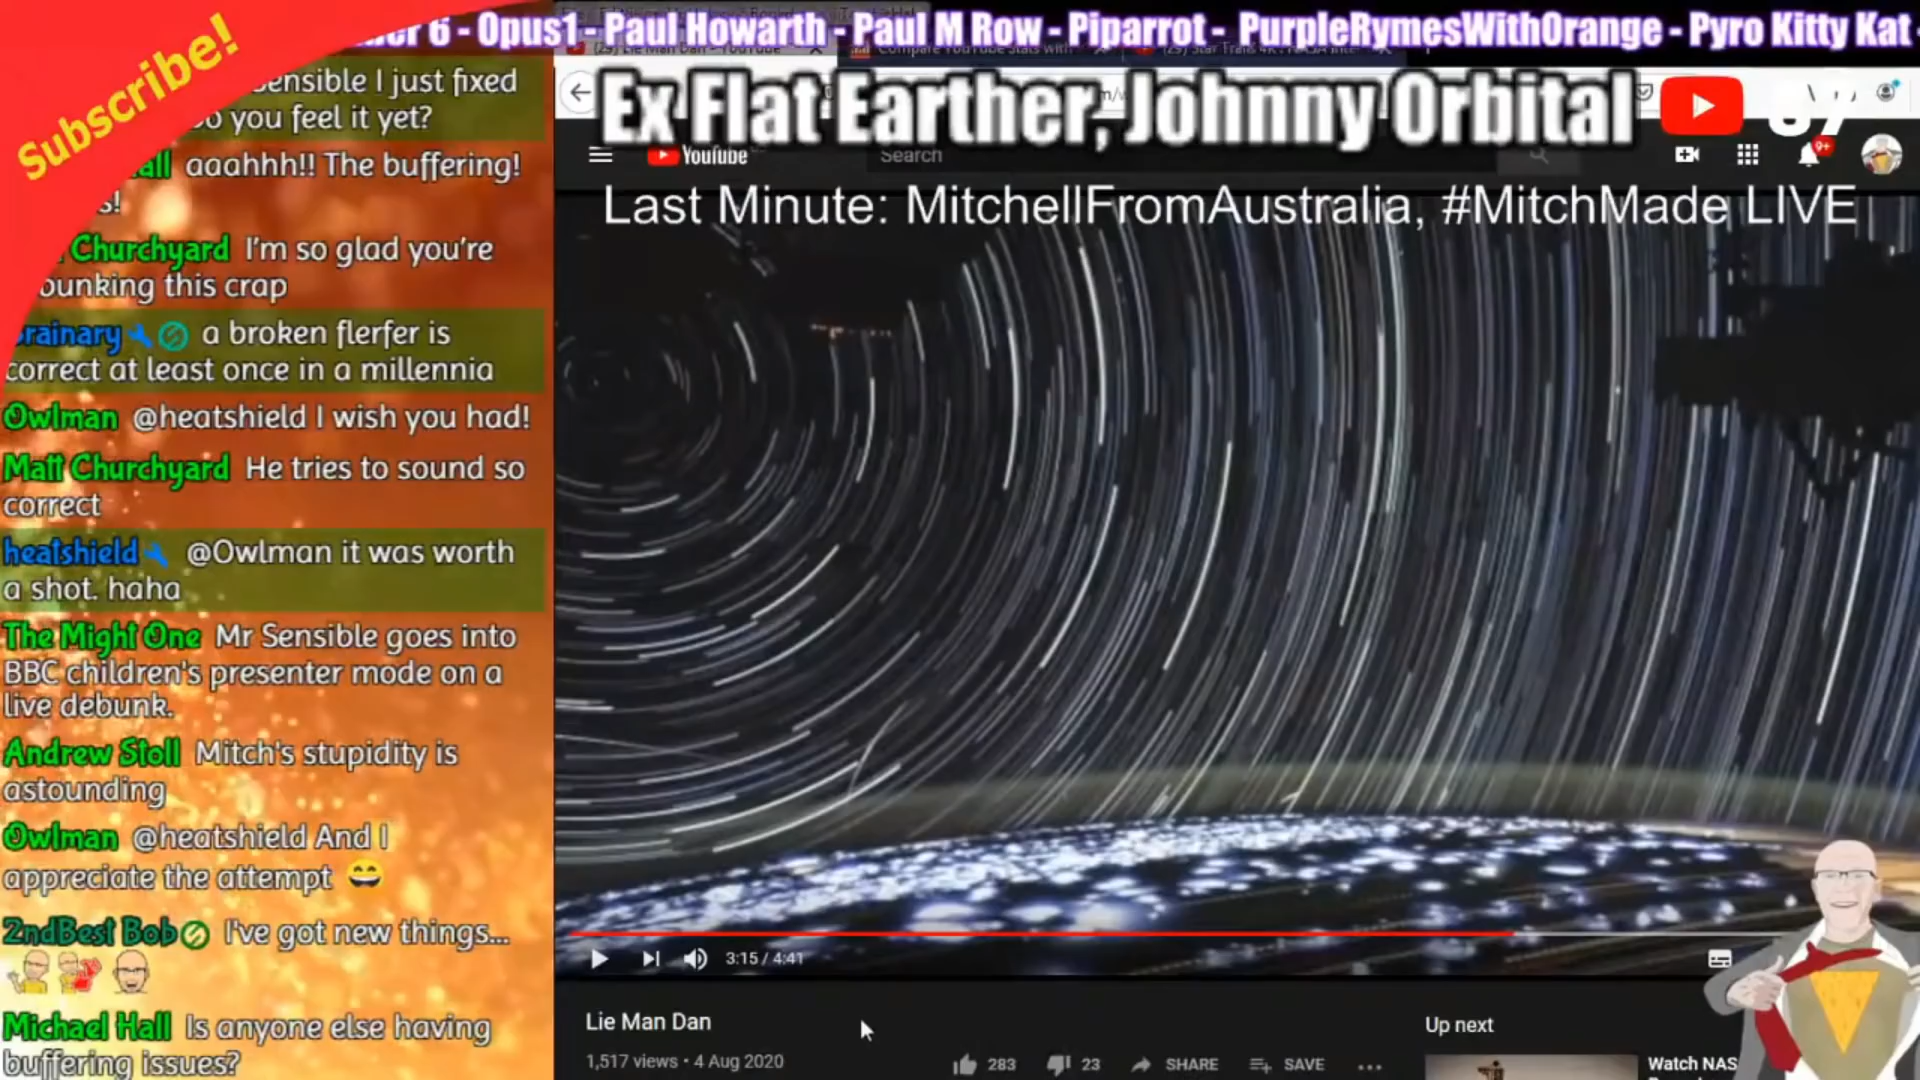 6 - Opus1 - Paul Howarth - Paul M Row - Piparrot - PurpleRymesWithOrange - Pyro Kitty Kat -
Subscribe!
Sensible I just fixed
you feel it yet?
aaahhh!! The buffering!
Churchyard I'm so glad you're
this crap
brainary a broken flerfer is
correct at least once in a millennia
Owlman @heatshield I wish you had!
Matt Churchyard He tries to sound so
correct
heatshield @Owlman it was worth
a shot. haha
The Might One Mr Sensible goes into
BBC children's presenter mode on a
live debunk.
Andrew Stoll Mitch's stupidity is
astounding
Owlman @heatshield And I
appreciate the attempt
2ndBest Bob I've got new things...
Michael Hall Is anyone else having
buffering issues?
Ex Flat Earther, Johnny Orbital
YouTube
Search
9+
Last Minute: MitchellFromAustralia, #MitchMade LIVE
3:15 / 4:41
Lie Man Dan
1,517 views • 4 Aug 2020
283
23
SHARE
SAVE
Up next
Watch NAS